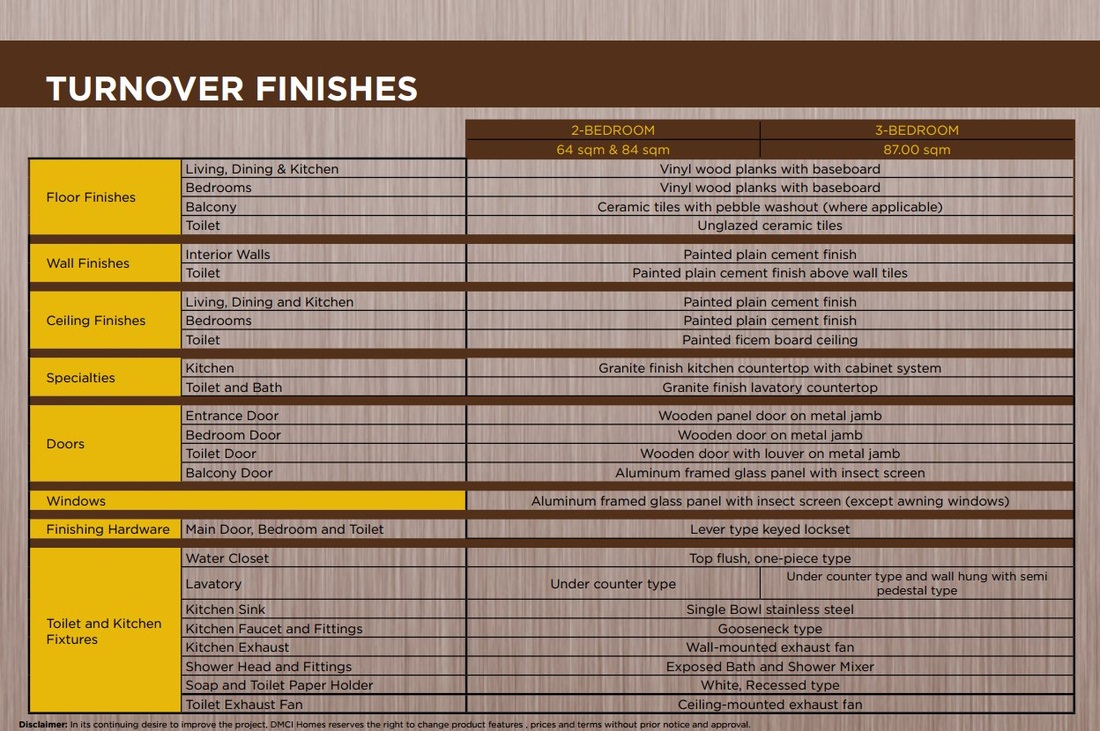 TURNOVER FINISHES
2-BEDROOM 3-BEDROOM
64 sqm & 84 sqm 87.00 sqm
Floor Finishes
Living, Dining & Kitchen Vinyl wood planks with baseboard
Bedrooms Vinyl wood planks with baseboard
Balcony Ceramic tiles with pebble washout (where applicable)
Toilet Unglazed ceramic tiles
Wall Finishes
Interior Walls Painted plain cement finish
Toilet Painted plain cement finish above wall tiles
Ceiling Finishes
Living, Dining and Kitchen Painted plain cement finish
Bedrooms Painted plain cement finish
Toilet Painted ficem board ceiling
Specialties
Kitchen Granite finish kitchen countertop with cabinet system
Toilet and Bath Granite finish lavatory countertop
Doors
Entrance Door Wooden panel door on metal jamb
Bedroom Door Wooden door on metal jamb
Toilet Door Wooden door with louver on metal jamb
Balcony Door Aluminum framed glass panel with insect screen
Windows Aluminum framed glass panel with insect screen (except awning windows)
Finishing Hardware Main Door, Bedroom and Toilet Lever type keyed lockset
Toilet and Kitchen
Fixtures
Water Closet Top flush, one-piece type
Lavatory Under counter type Under counter type and wall hung with semi
pedestal type
Kitchen Sink Single Bowl stainless steel
Kitchen Faucet and Fittings Gooseneck type
Kitchen Exhaust Wall-mounted exhaust fan
Shower Head and Fittings Exposed Bath and Shower Mixer
Soap and Toilet Paper Holder White, Recessed type
Toilet Exhaust Fan Ceiling-mounted exhaust fan
Disclaimer: In its continuing desire to improve the project, DMCI Homes reserves the right to change product features , prices and terms without prior notice and approval.